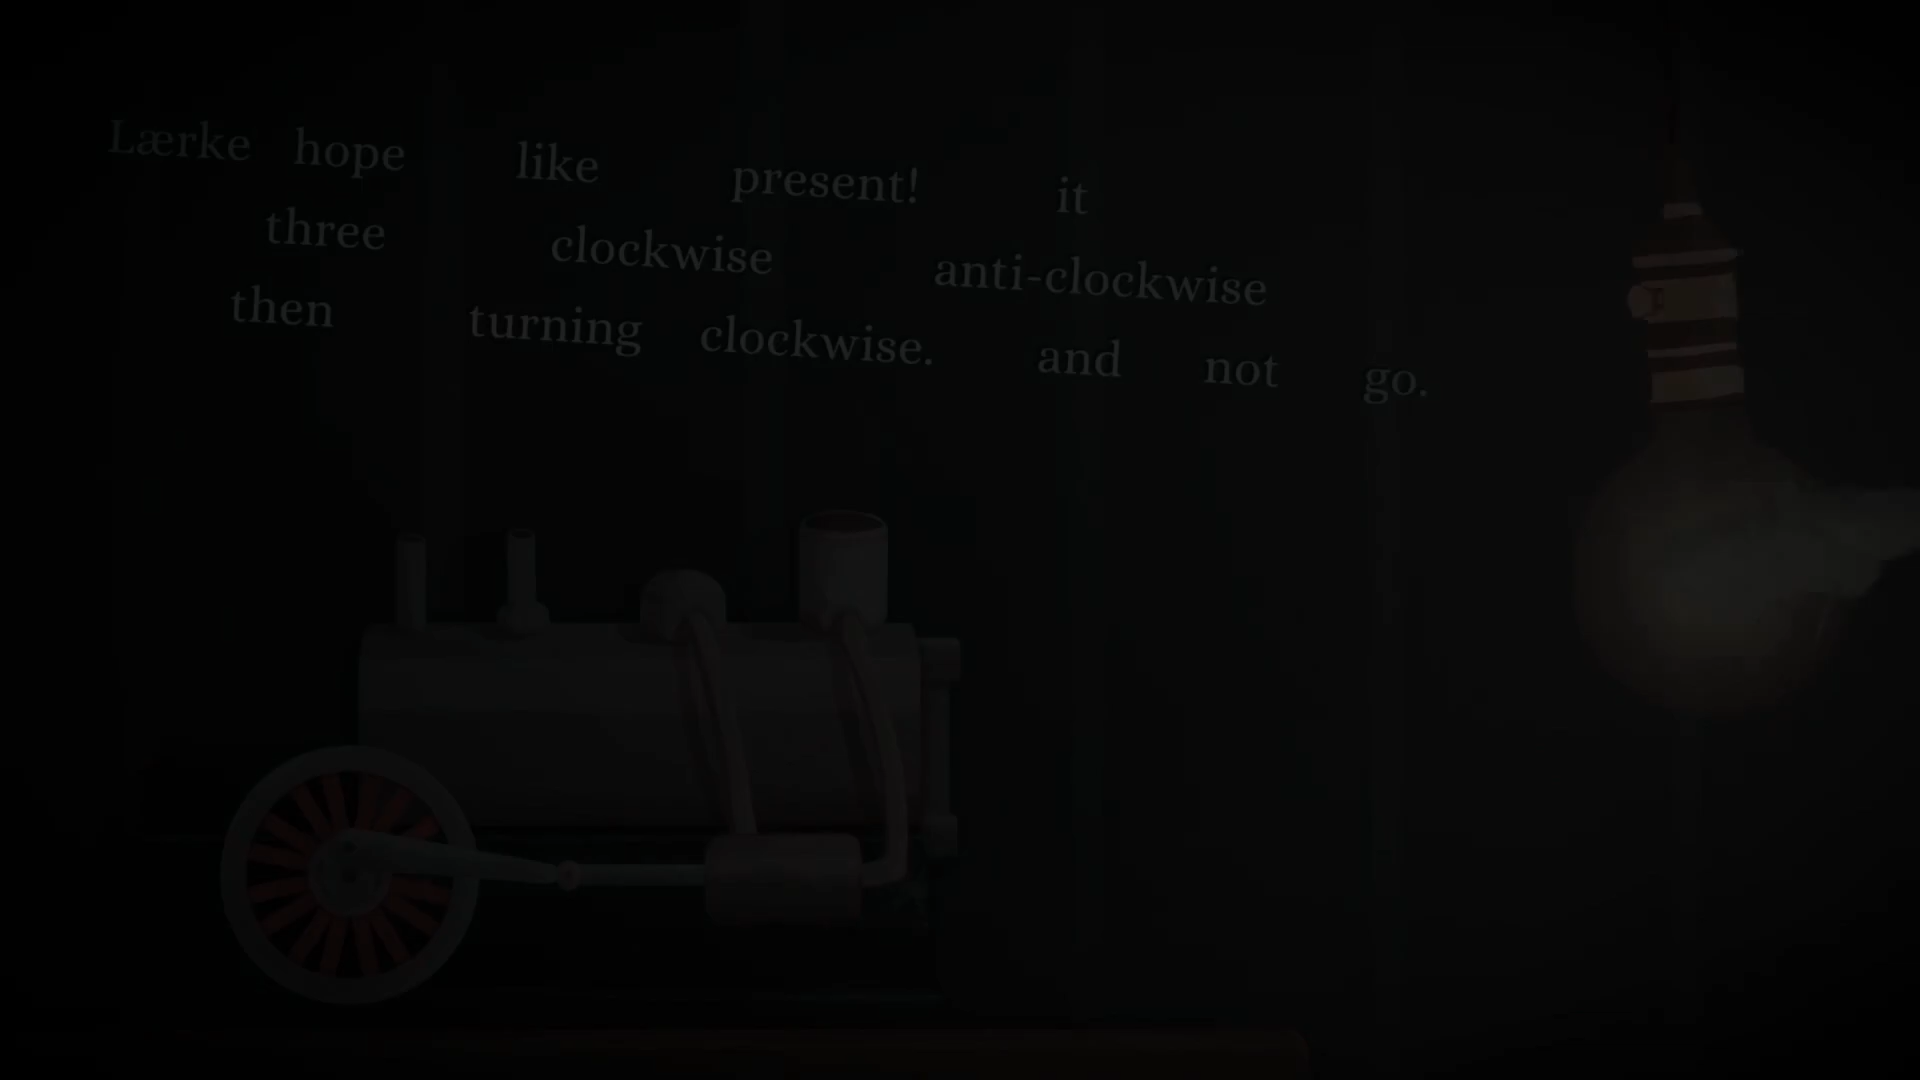 Lærke hope like present! it
three clockwise anti-clockwise
then turning clockwise. and not go.